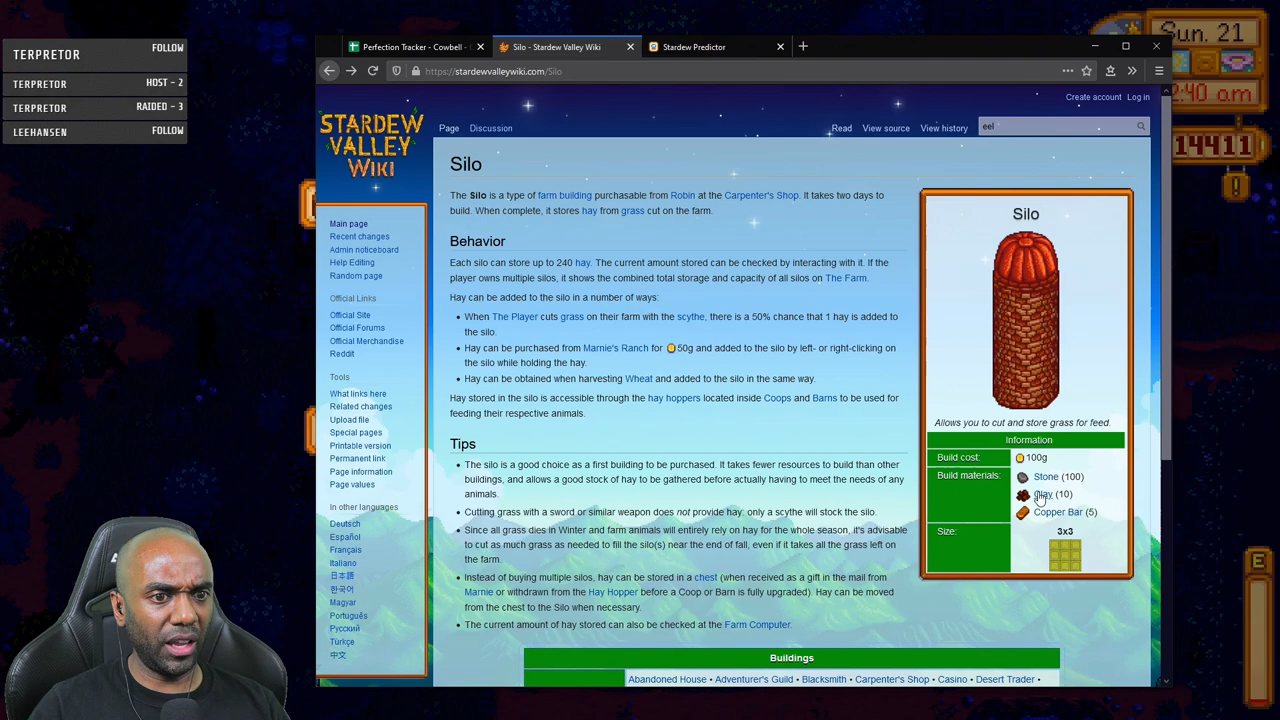 TERPRETOR FOLLOW
TERPRETOR HOST - 2
TERPRETOR RAIDED - 3
LEEHANSEN FOLLOW
Perfection Tracker - Cowbell -
Silo - Stardew Valley Wiki
Stardew Predictor
https://stardewvalleywiki.com/Silo
Sun. 21
2:40 am
14411
E
STARDEW
VALLEY
WIKI
Create account Log in
Page Discussion
Read View source View history
eel
Main page
Recent changes
Admin noticeboard
Help Editing
Random page
Official Links
Official Site
Official Forums
Official Merchandise
Reddit
Tools
What links here
Related changes
Upload file
Special pages
Printable version
Permanent link
Page information
Page values
In other languages
Deutsch
Español
Français
Italiano
日本語
한국어
Magyar
Português
Русский
Türkçe
中文
Silo
The Silo is a type of farm building purchasable from Robin at the Carpenter's Shop. It takes two days to
build. When complete, it stores hay from grass cut on the farm.
Behavior
Each silo can store up to 240 hay. The current amount stored can be checked by interacting with it. If the
player owns multiple silos, it shows the combined total storage and capacity of all silos on The Farm.
Hay can be added to the silo in a number of ways:
• When The Player cuts grass on their farm with the scythe, there is a 50% chance that 1 hay is added to
the silo.
• Hay can be purchased from Marnie's Ranch for 50g and added to the silo by left- or right-clicking on
the silo while holding the hay.
• Hay can be obtained when harvesting Wheat and added to the silo in the same way.
Hay stored in the silo is accessible through the hay hoppers located inside Coops and Barns to be used for
feeding their respective animals.
Tips
• The silo is a good choice as a first building to be purchased. It takes fewer resources to build than other
buildings, and allows a good stock of hay to be gathered before actually having to meet the needs of any
animals.
• Cutting grass with a sword or similar weapon does not provide hay: only a scythe will stock the silo.
• Since all grass dies in Winter and farm animals will entirely rely on hay for the whole season, it's advisable
to cut as much grass as needed to fill the silo(s) near the end of fall, even if it takes all the grass left on
the farm.
• Instead of buying multiple silos, hay can be stored in a chest (when received as a gift in the mail from
Marnie or withdrawn from the Hay Hopper before a Coop or Barn is fully upgraded). Hay can be moved
from the chest to the Silo when necessary.
• The current amount of hay stored can also be checked at the Farm Computer.
Silo
Allows you to cut and store grass for feed.
Information
Build cost: 100g
Build materials: Stone (100)
Clay (10)
Copper Bar (5)
Size: 3x3
Buildings
Abandoned House • Adventurer's Guild • Blacksmith • Carpenter's Shop • Casino • Desert Trader •